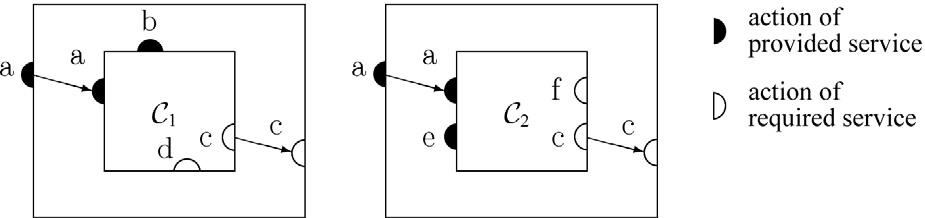 b
a
a
C1
c
c
d
a
a
f
C2
e
c
c
action of
provided service
action of
required service